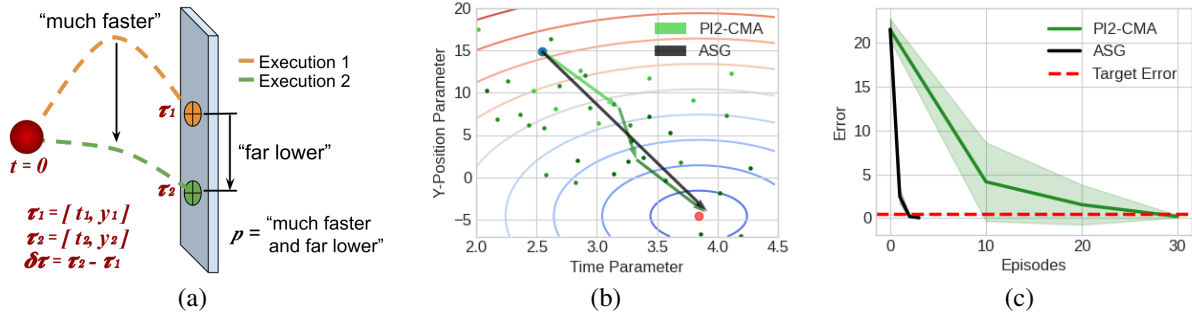 “much faster”
Execution 1
Execution 2
τ1
“far lower”
t = 0
τ2
τ1 = [ t1, y1 ]
τ2 = [ t2, y2 ]
δτ = τ2 - τ1
p = “much faster
and far lower”
(a)
20
15
10
5
0
−5
2.0 2.5 3.0 3.5 4.0 4.5
Y-Position Parameter
Time Parameter
PI2-CMA
ASG
(b)
20
15
10
5
0
0 10 20 30
Error
Episodes
PI2-CMA
ASG
Target Error
(c)